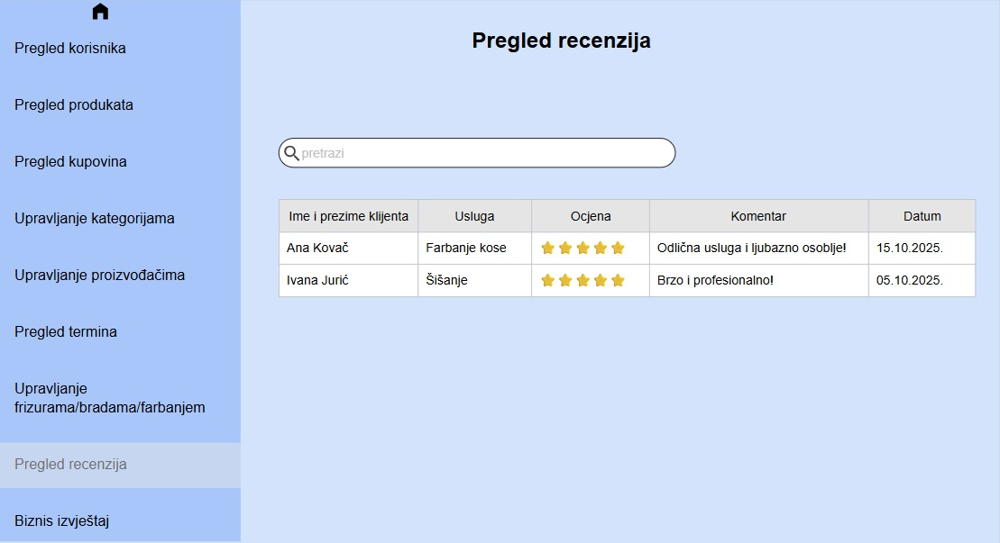 Pregled korisnika
Pregled produkata
Pregled kupovina
Upravljanje kategorijama
Upravljanje proizvođačima
Pregled termina
Upravljanje
frizurama/bradama/farbanjem
Pregled recenzija
Biznis izvještaj
Pregled recenzija
pretrazi
Ime i prezime klijenta Usluga Ocjena Komentar Datum
Ana Kovač Farbanje kose Odlična usluga i ljubazno osoblje! 15.10.2025.
Ivana Jurić Šišanje Brzo i profesionalno! 05.10.2025.